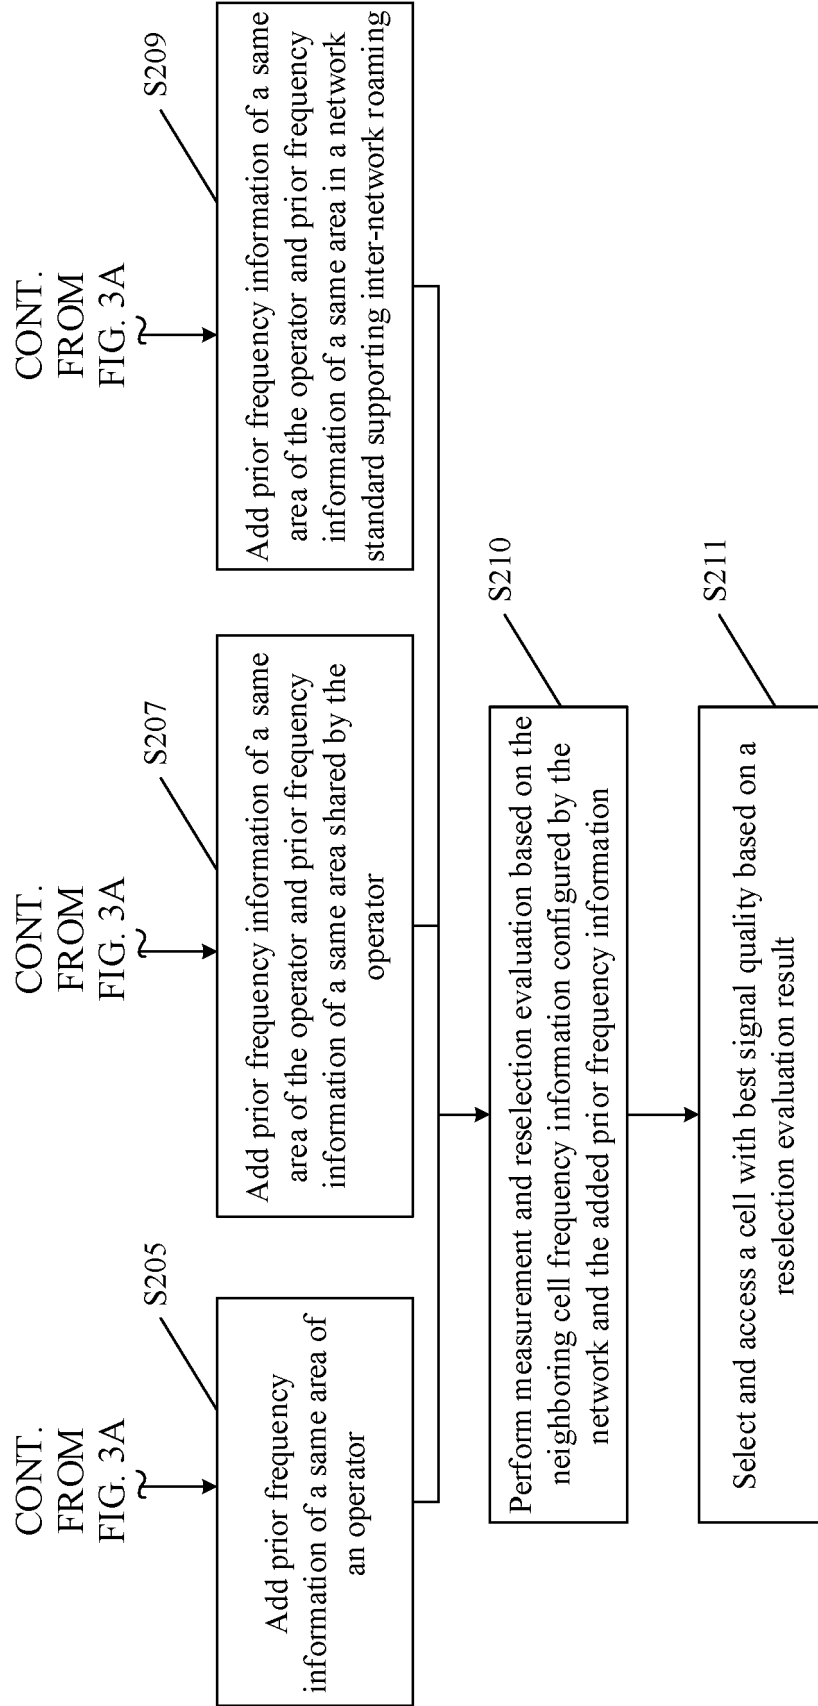 CONT.
FROM
FIG. 3A
S205
Add prior frequency
information of a same area of
an operator
CONT.
FROM
FIG. 3A
S207
Add prior frequency information of a same
area of the operator and prior frequency
information of a same area shared by the
operator
CONT.
FROM
FIG. 3A
S209
Add prior frequency information of a same
area of the operator and prior frequency
information of a same area in a network
standard supporting inter-network roaming
S210
Perform measurement and reselection evaluation based on the
neighboring cell frequency information configured by the
network and the added prior frequency information
S211
Select and access a cell with best signal quality based on a
reselection evaluation result